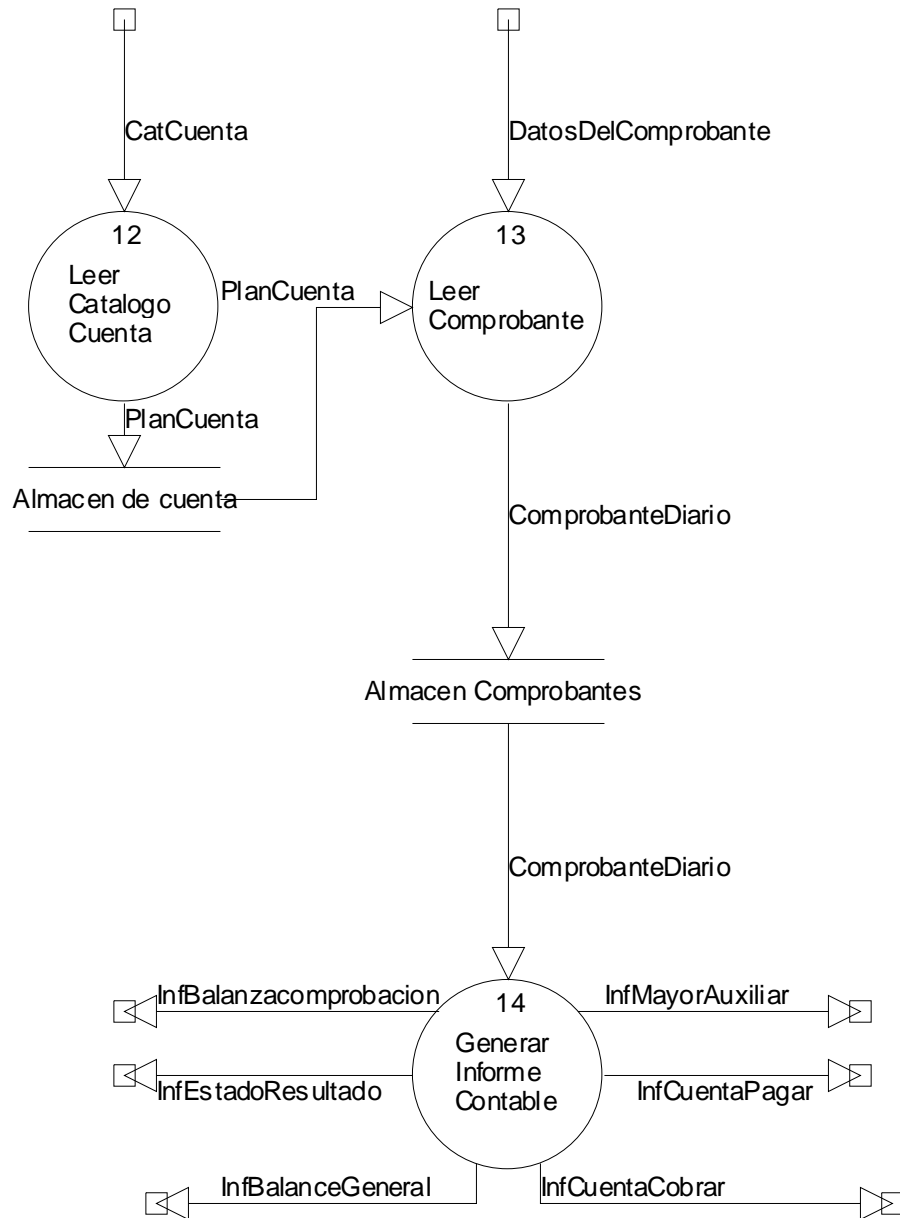 CatCuenta
DatosDelComprobante
12
Leer
Catalogo
Cuenta
PlanCuenta
13
Leer
Comprobante
PlanCuenta
Almacen de cuenta
ComprobanteDiario
Almacen Comprobantes
ComprobanteDiario
InfBalanzacomprobacion
14
Generar
Informe
Contable
InfMayorAuxiliar
InfEstadoResultado
InfCuentaPagar
InfBalanceGeneral
InfCuentaCobrar